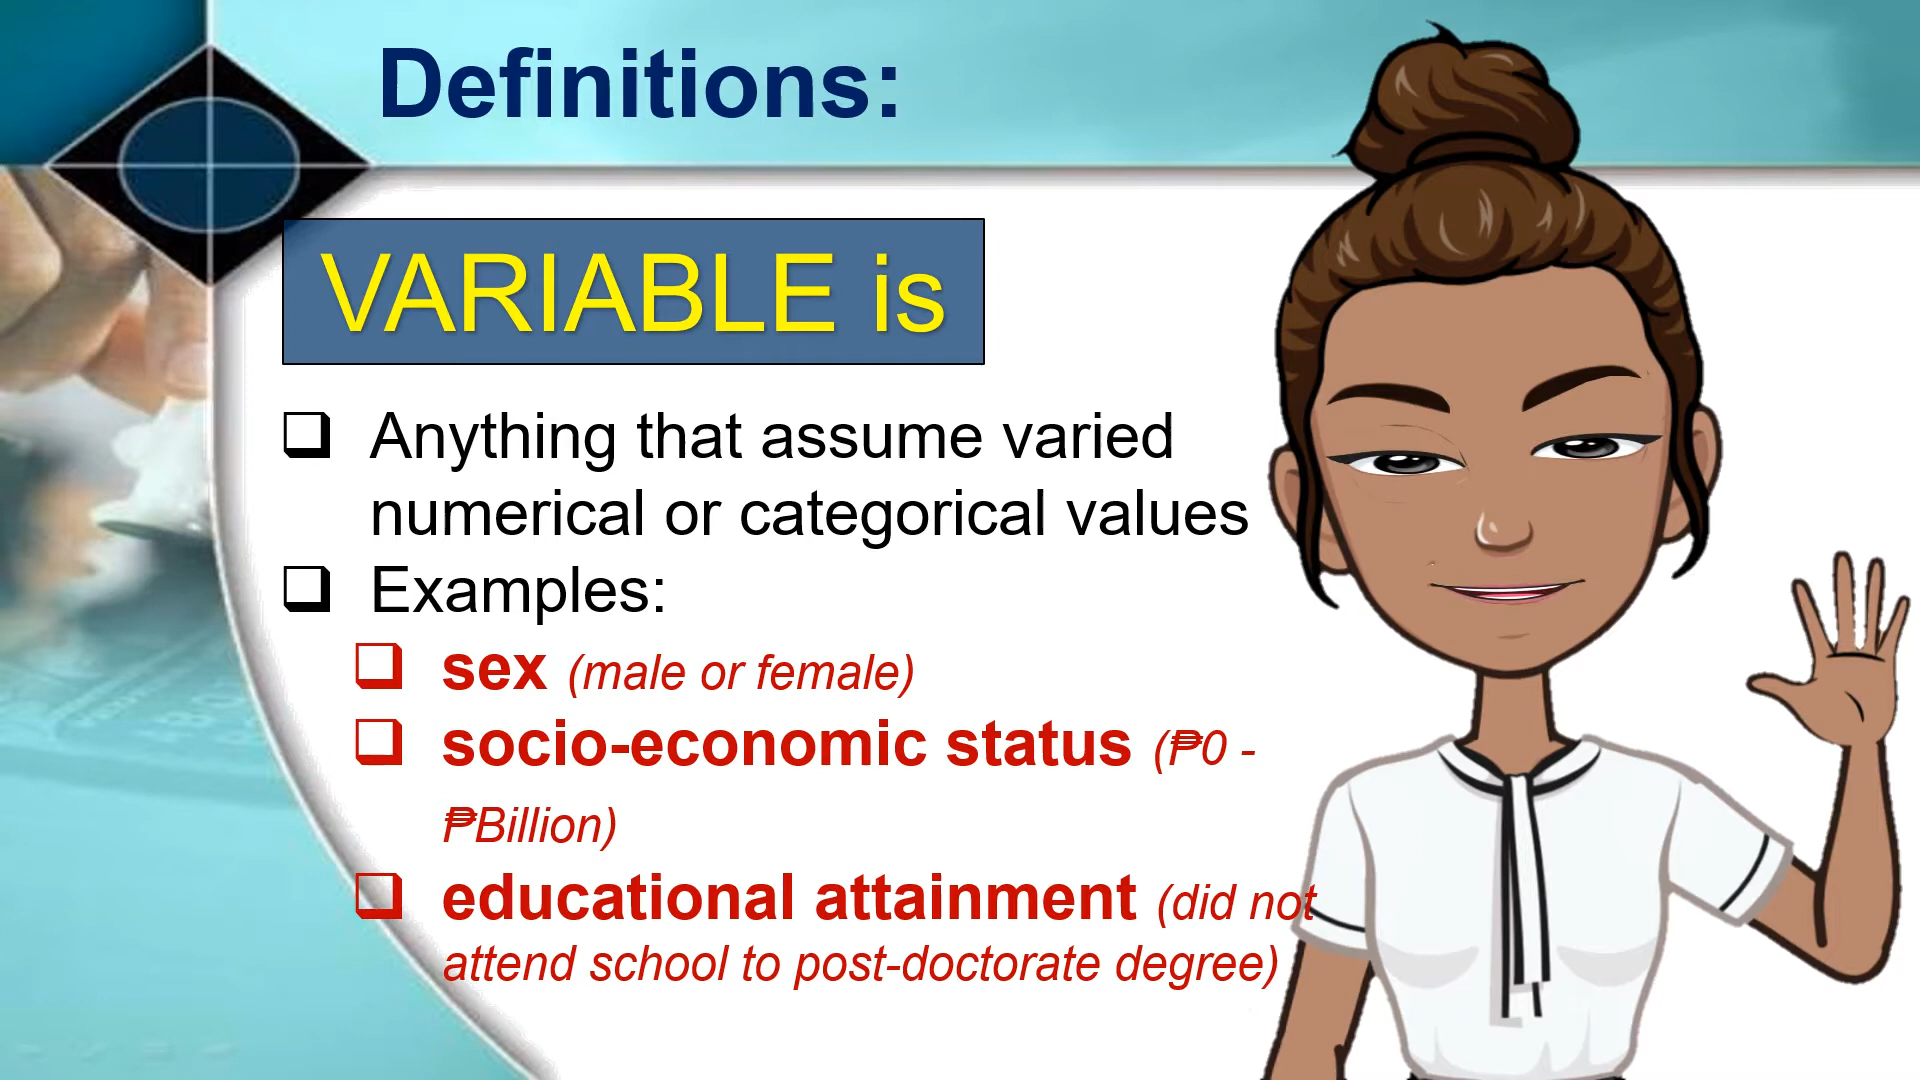 Definitions:
VARIABLE is
❑ Anything that assume varied
numerical or categorical values
❑ Examples:
❑ sex (male or female)
❑ socio-economic status (₱0 -
₱Billion)
❑ educational attainment (did not
attend school to post-doctorate degree)